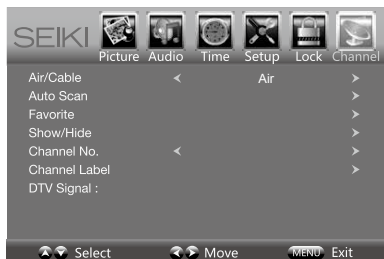 SEIKI
Picture Audio Time Setup Lock Channel
Air/Cable Air
Auto Scan
Favorite
Show/Hide
Channel No.
Channel Label
DTV Signal :
Select Move MENU Exit